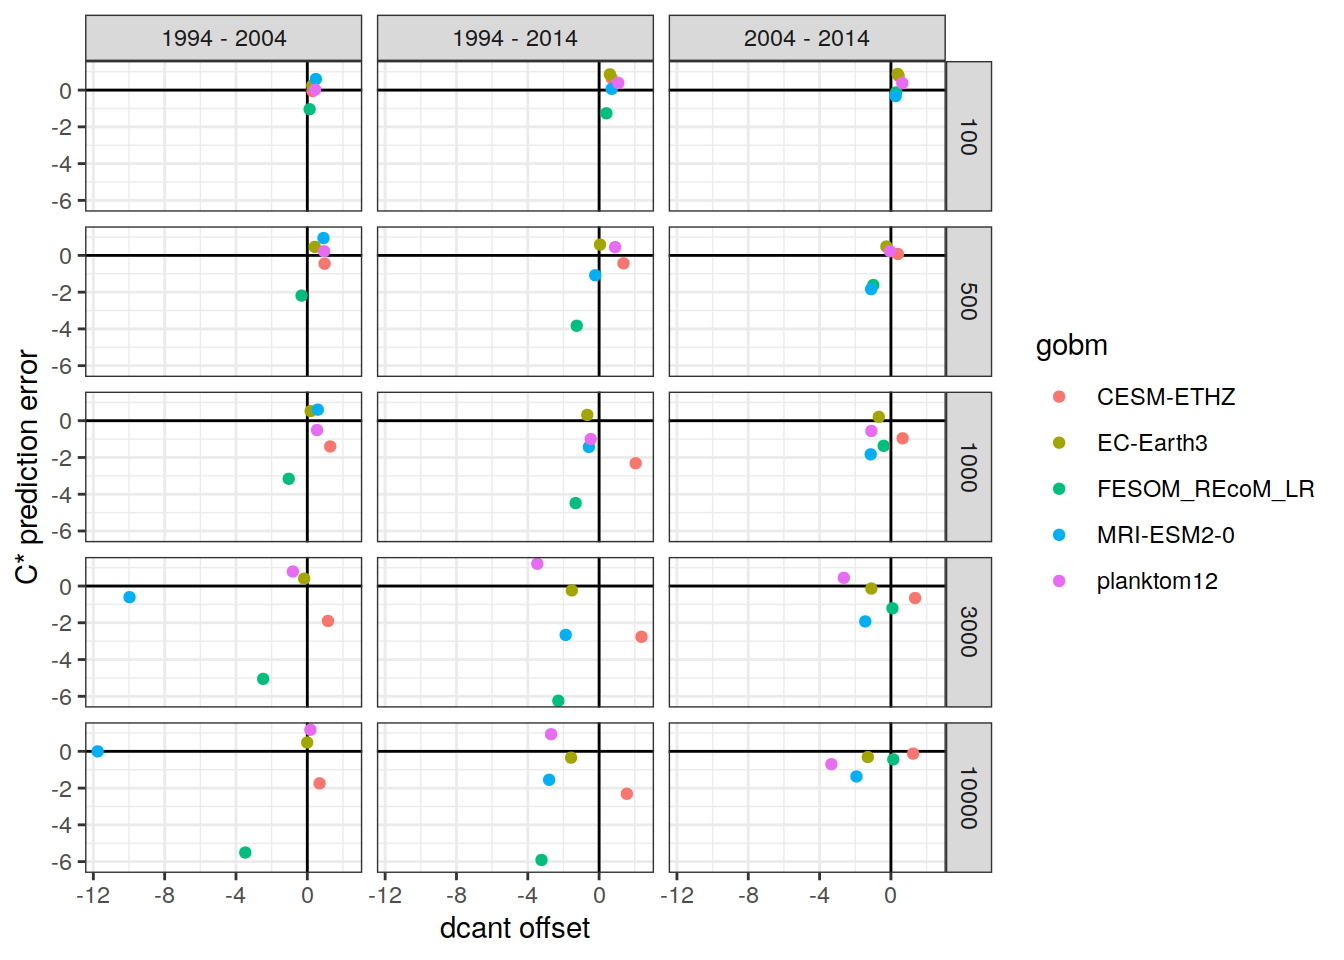 1994 - 2004 1994 - 2014 2004 - 2014
0
-2
-4
-6
100
0
-2
-4
-6
500
0
-2
-4
-6
1000
0
-2
-4
-6
3000
0
-2
-4
-6
10000
-12 -8 -4 0 -12 -8 -4 0 -12 -8 -4 0
dcant offset
C* prediction error
gobm
CESM-ETHZ
EC-Earth3
FESOM_REcoM_LR
MRI-ESM2-0
planktom12